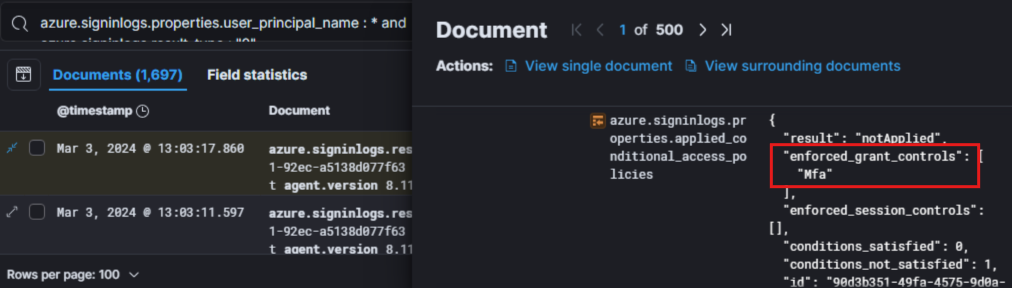 azure.signinlogs.properties.user_principal_name : * and
Documents (1,697) Field statistics
@timestamp Document
Mar 3, 2024 @ 13:03:17.860 azure.signinlogs.res
1-92ec-a5138d077f63
t agent.version 8.11
Mar 3, 2024 @ 13:03:11.597 azure.signinlogs.res
1-92ec-a5138d077f63
t agent.version 8.11
Rows per page: 100
Document 1 of 500
Actions: View single document View surrounding documents
azure.signinlogs.pr
operties.applied_co
nditional_access_po
licies
{
"result": "notApplied",
"enforced_grant_controls": [
"Mfa"
],
"enforced_session_controls":
[],
"conditions_satisfied": 0,
"conditions_not_satisfied": 1,
"id": "90d3b351-49fa-4575-9d0a-